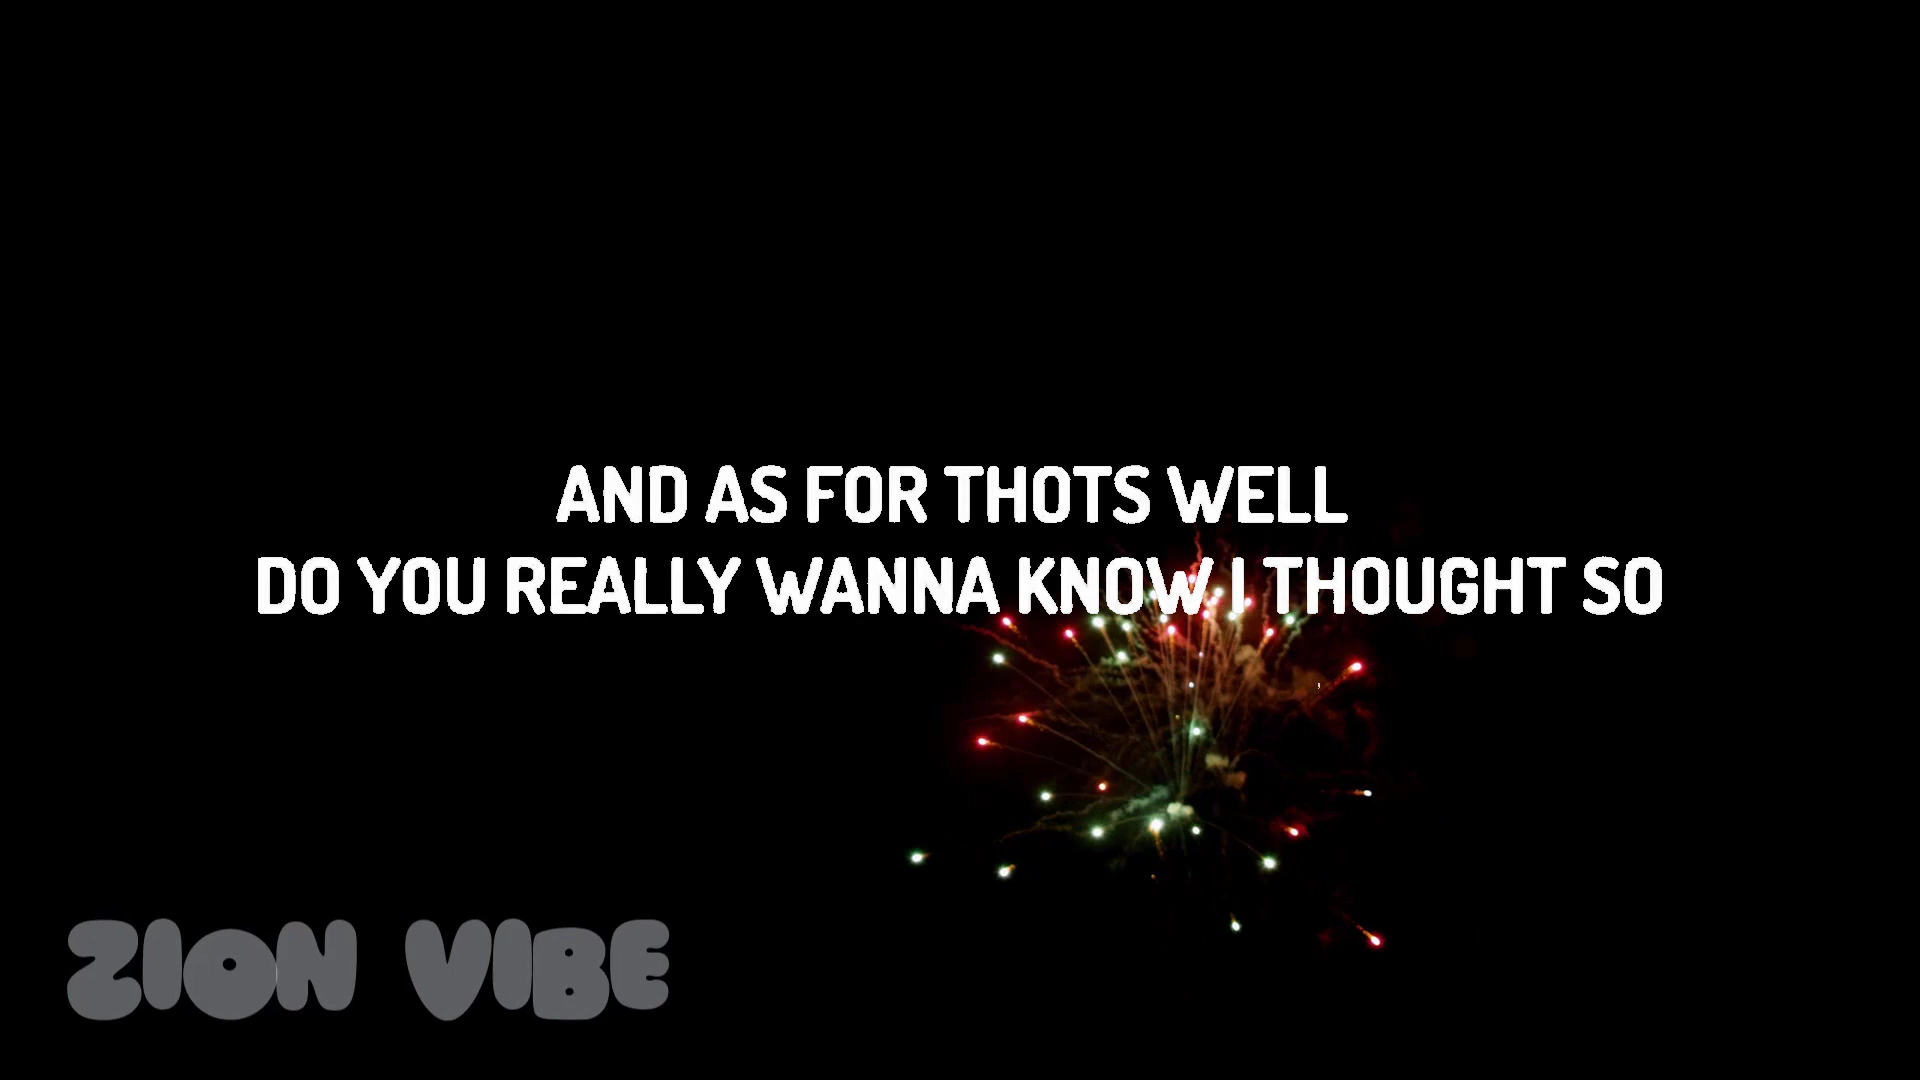 AND AS FOR THOTS WELL
DO YOU REALLY WANNA KNOW I THOUGHT SO
ZION VIBE